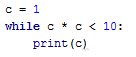 c = 1
while c * c < 10:
    print(c)